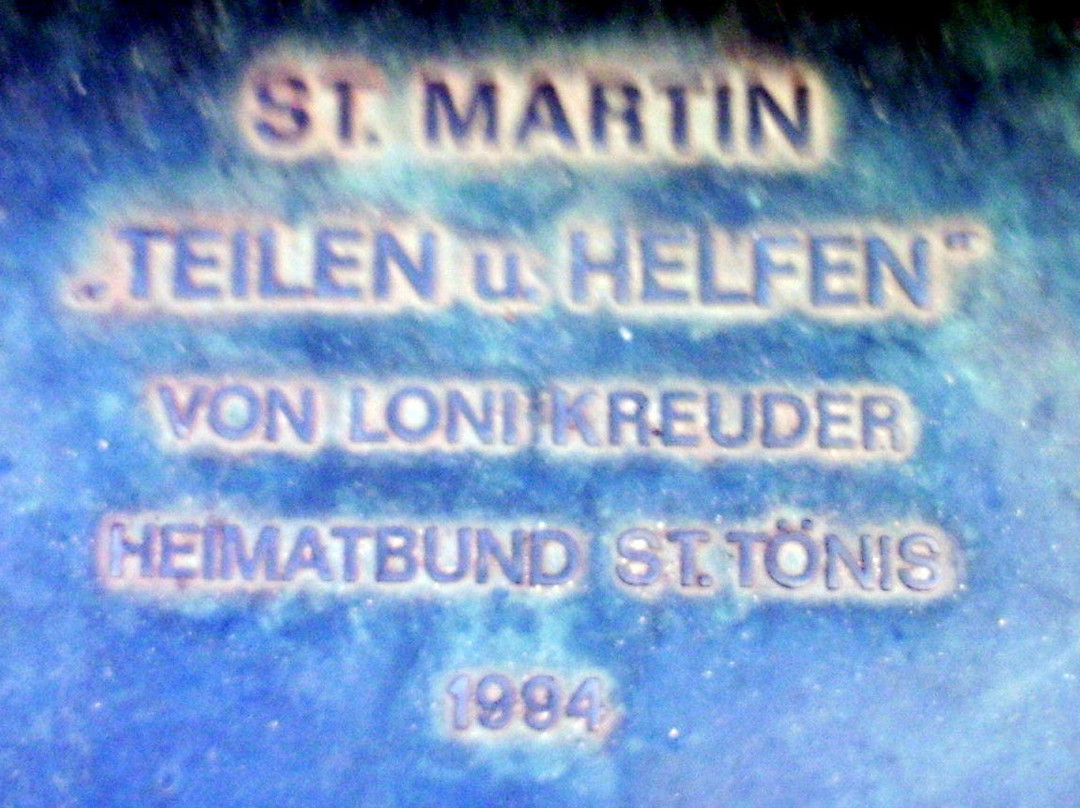 ST. MARTIN
„TEILEN u. HELFEN“
VON LONI KREUDER
HEIMATBUND ST. TÖNIS
1994